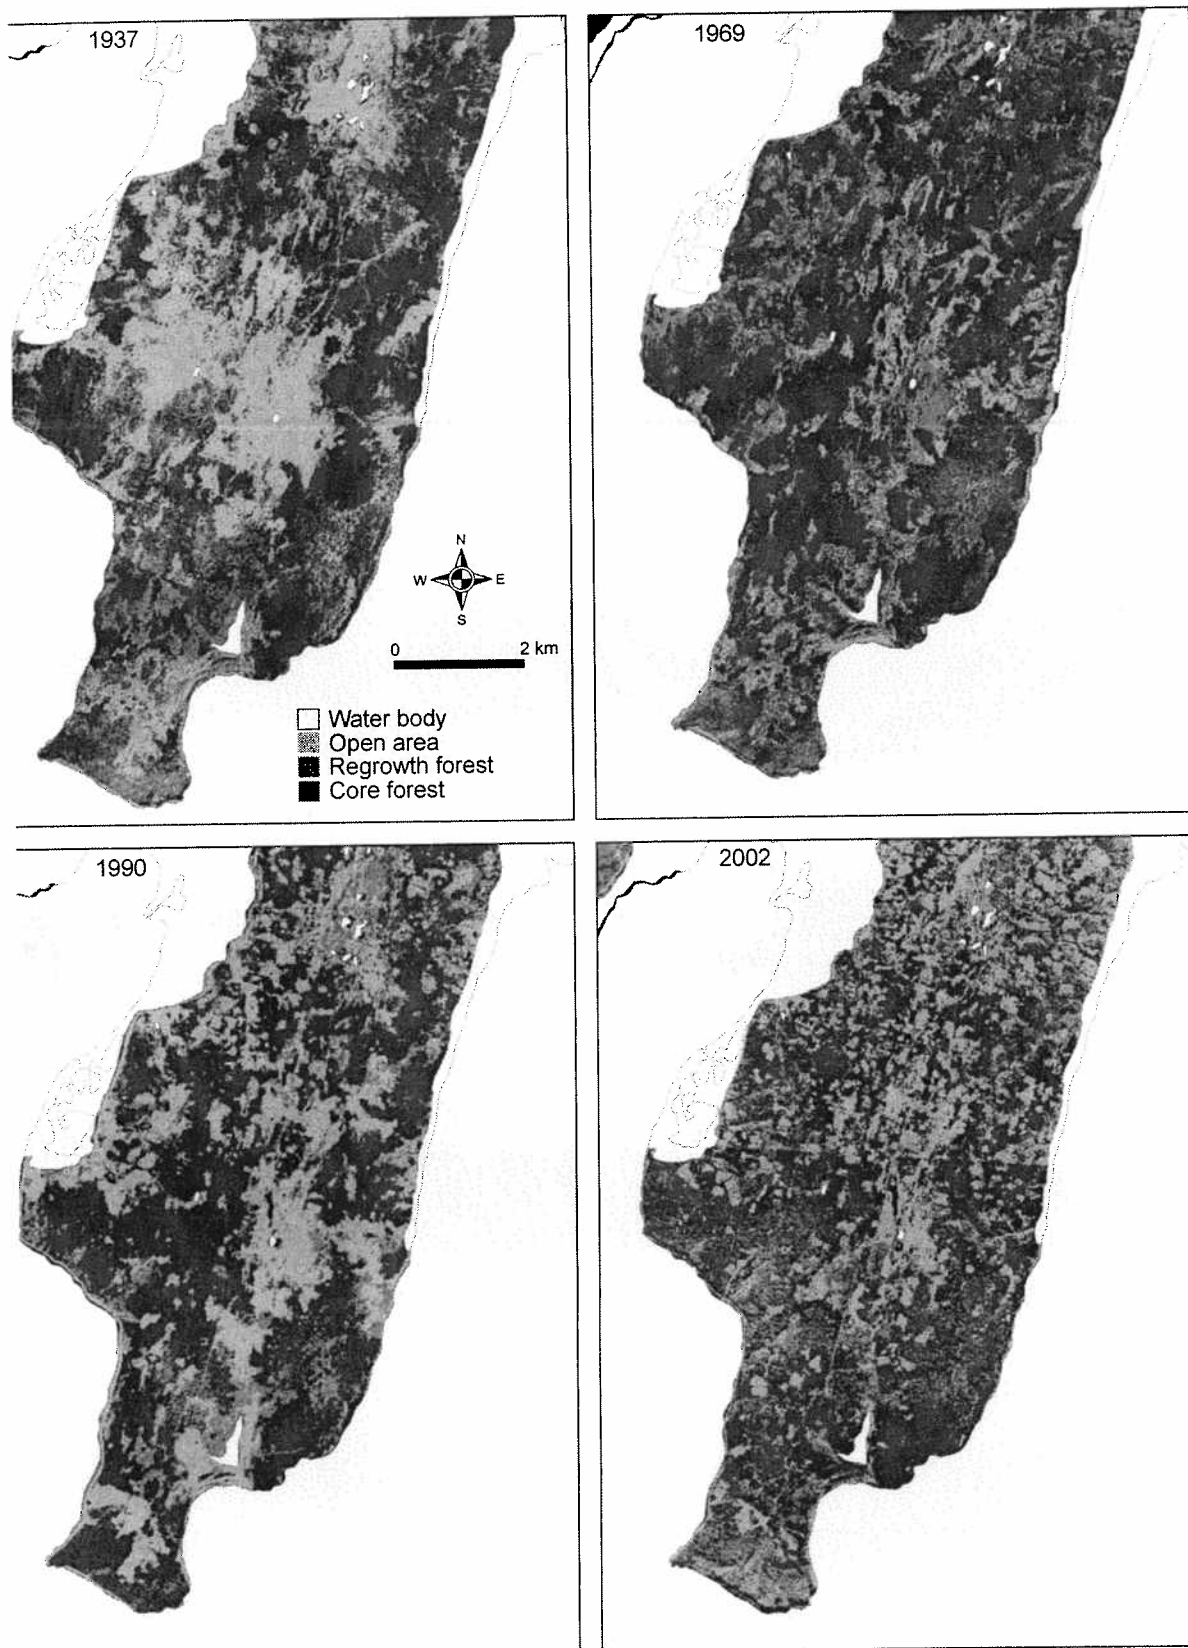 1937
1969
N
W E
S
0 2 km
Water body
Open area
Regrowth forest
Core forest
1990
2002